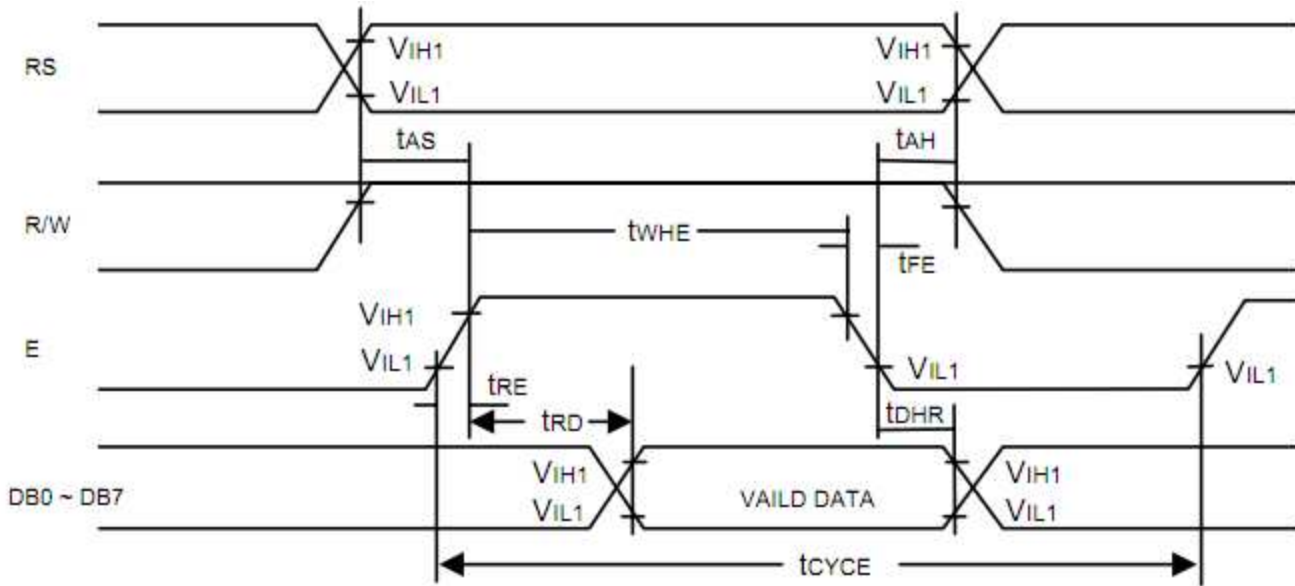 RS
VIH1
VIH1
VIL1
VIL1
tAS
tAH
R/W
tWHE
tFE
VIH1
E
VIL1
VIL1
VIL1
tRE
tRD
tDHR
VIH1
VIH1
DB0 ~ DB7
VAILD DATA
VIL1
VIL1
tCYCE